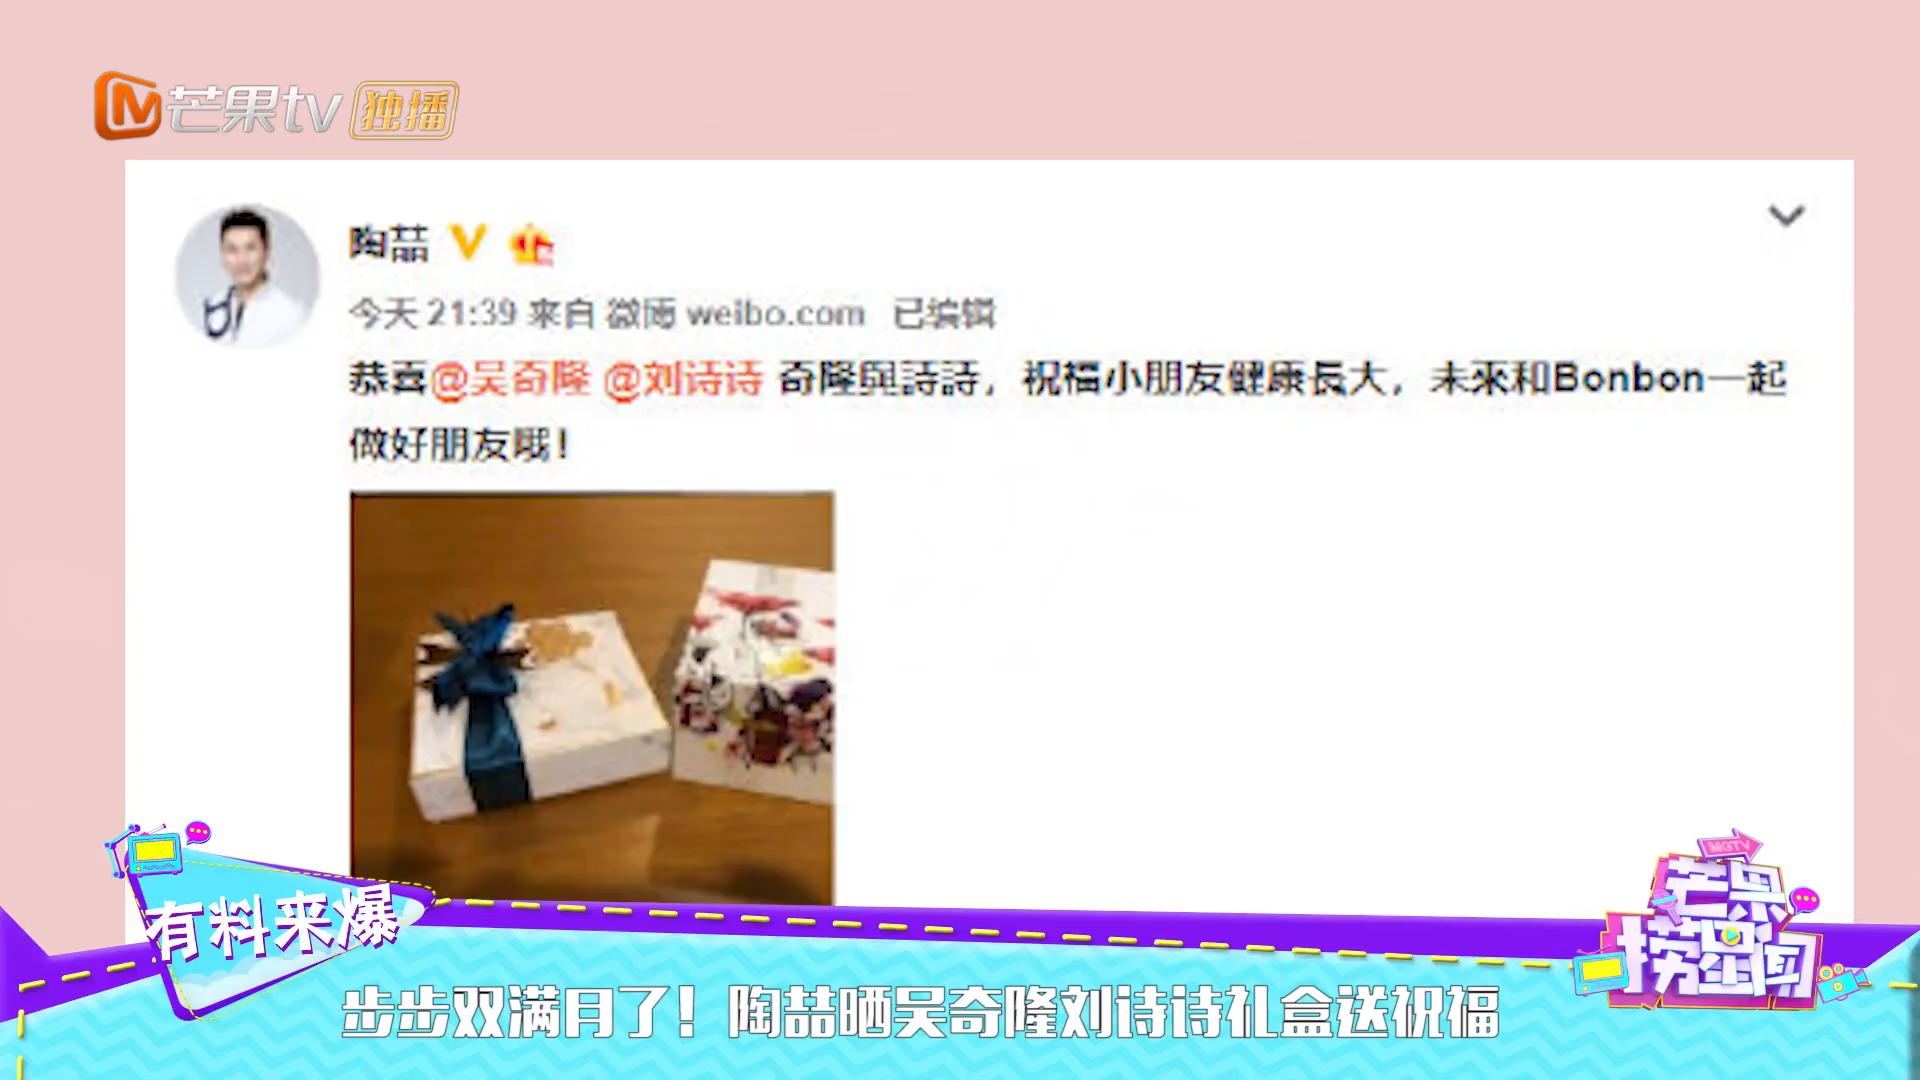 芒果tv 独播
陶喆
今天 21:39 来自 微博 weibo.com 已编辑
恭喜@吴奇隆 @刘诗诗 奇隆與詩詩，祝福小朋友健康長大，未來和Bonbon一起
做好朋友哦！
MGTV
芒果
捞星闻
有料来爆
步步双满月了！陶喆晒吴奇隆刘诗诗礼盒送祝福